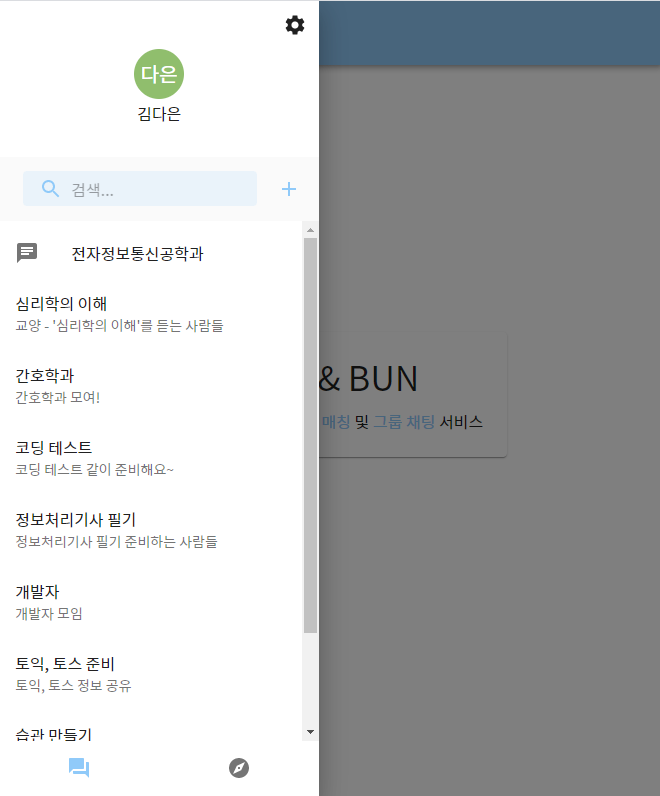 다은
김다은
검색...
전자정보통신공학과
심리학의 이해
교양 - '심리학의 이해'를 듣는 사람들
간호학과
간호학과 모여!
코딩 테스트
코딩 테스트 같이 준비해요~
정보처리기사 필기
정보처리기사 필기 준비하는 사람들
개발자
개발자 모임
토익, 토스 준비
토익, 토스 정보 공유
습관 만들기
& BUN
매칭 및 그룹 채팅 서비스